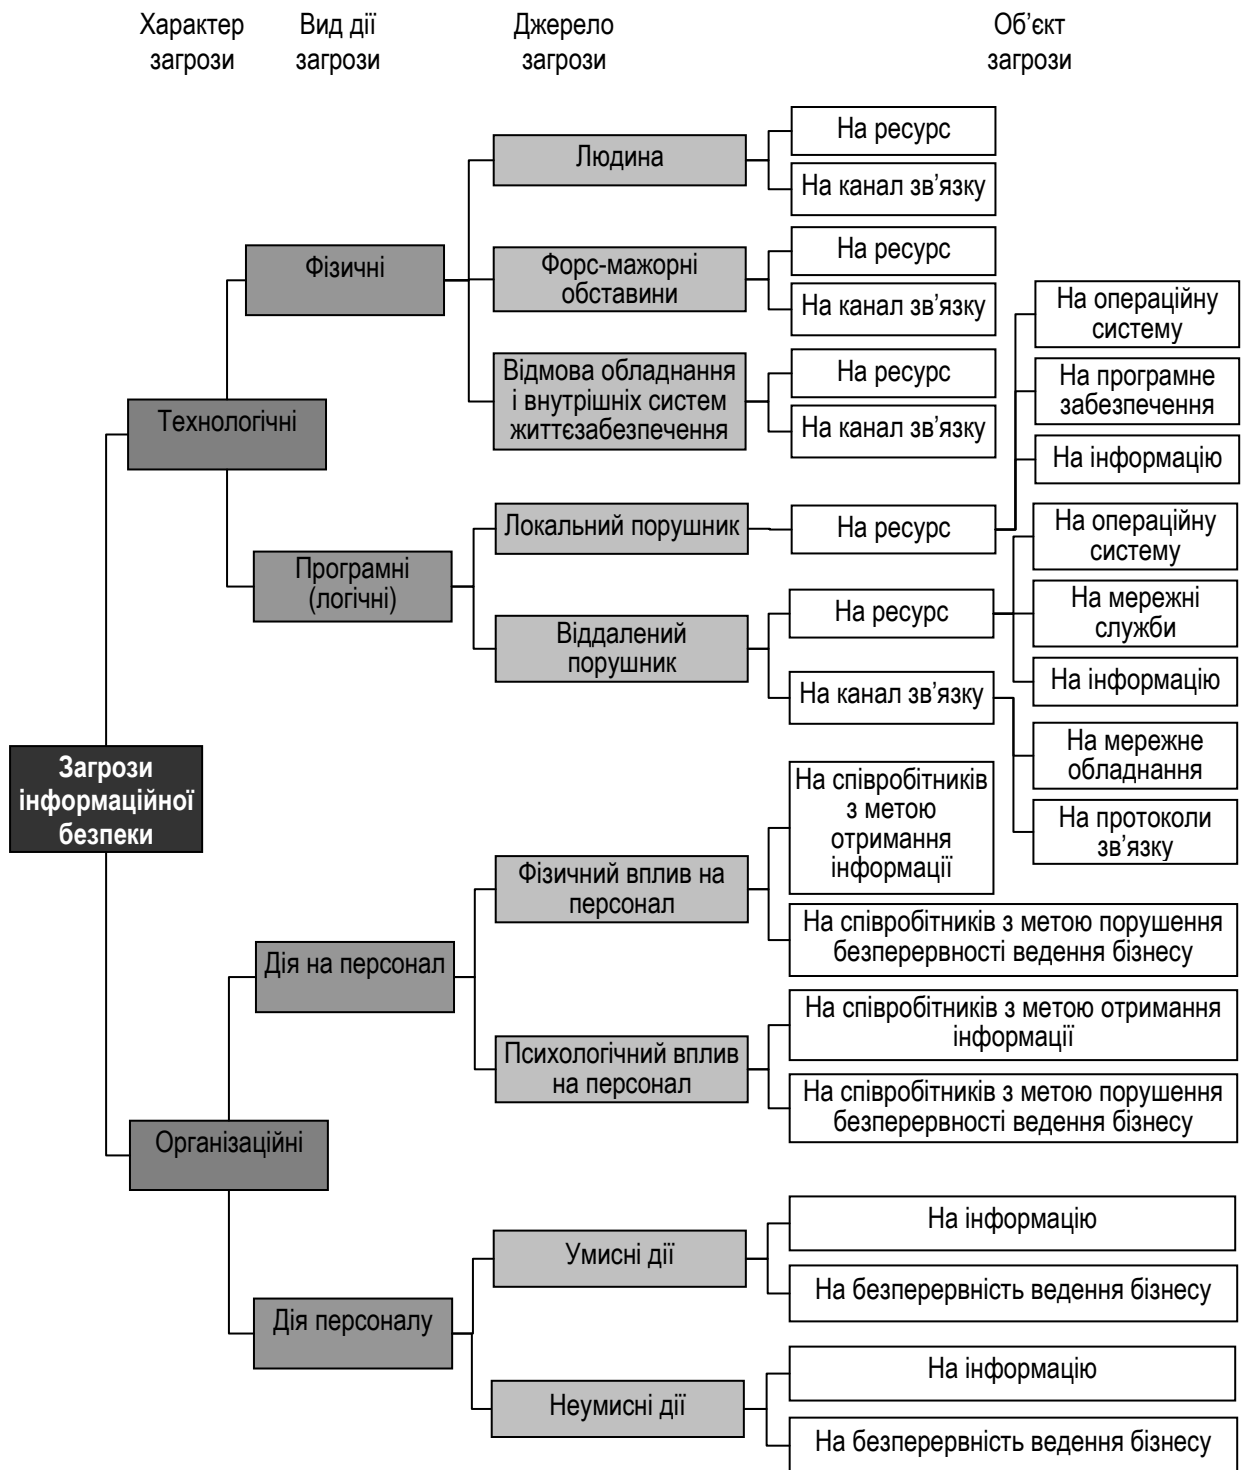 Характер
загрози
Вид дії
загрози
Джерело
загрози
Об’єкт
загрози
Загрози
інформаційної
безпеки
Технологічні
Фізичні
Людина
На ресурс
На канал зв’язку
Форс-мажорні
обставини
На ресурс
На канал зв’язку
Відмова обладнання
і внутрішніх систем
життєзабезпечення
На ресурс
На канал зв’язку
Програмні
(логічні)
Локальний порушник
На ресурс
На операційну
систему
На програмне
забезпечення
На інформацію
Віддалений
порушник
На ресурс
На операційну
систему
На мережні
служби
На інформацію
На канал зв’язку
На мережне
обладнання
На протоколи
зв’язку
Організаційні
Дія на персонал
Фізичний вплив на
персонал
На співробітників
з метою
отримання
інформації
На співробітників з метою порушення
безперервності ведення бізнесу
Психологічний вплив
на персонал
На співробітників з метою отримання
інформації
На співробітників з метою порушення
безперервності ведення бізнесу
Дія персоналу
Умисні дії
На інформацію
На безперервність ведення бізнесу
Неумисні дії
На інформацію
На безперервність ведення бізнесу